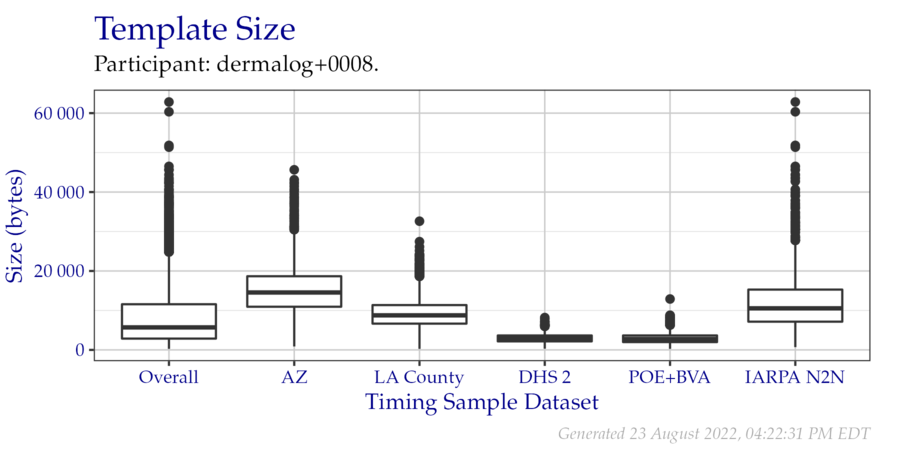 Template Size
Participant: dermalog+0008.
Size (bytes)
60 000
40 000
20 000
0
Overall AZ LA County DHS 2 POE+BVA IARPA N2N
Timing Sample Dataset
Generated 23 August 2022, 04:22:31 PM EDT